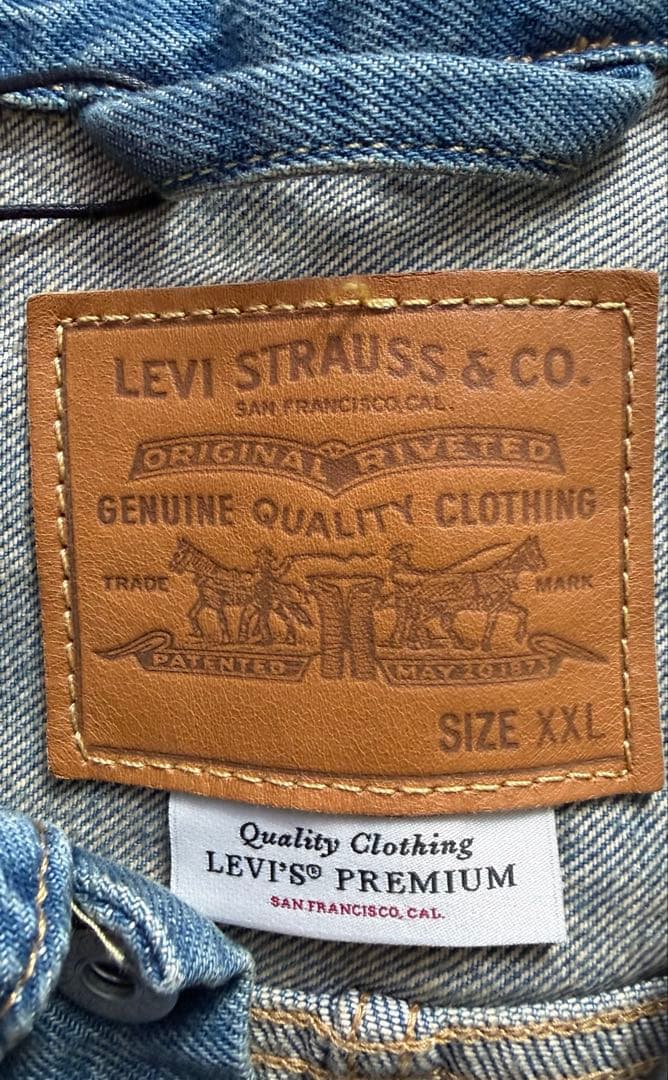 LEVI STRAUSS & CO.
SAN FRANCISCO, CAL.
ORIGINAL RIVETED
GENUINE QUALITY CLOTHING
TRADE MARK
PATENTED MAY 20 1873
SIZE XXL
Quality Clothing
LEVI'S® PREMIUM
SAN FRANCISCO, CAL.